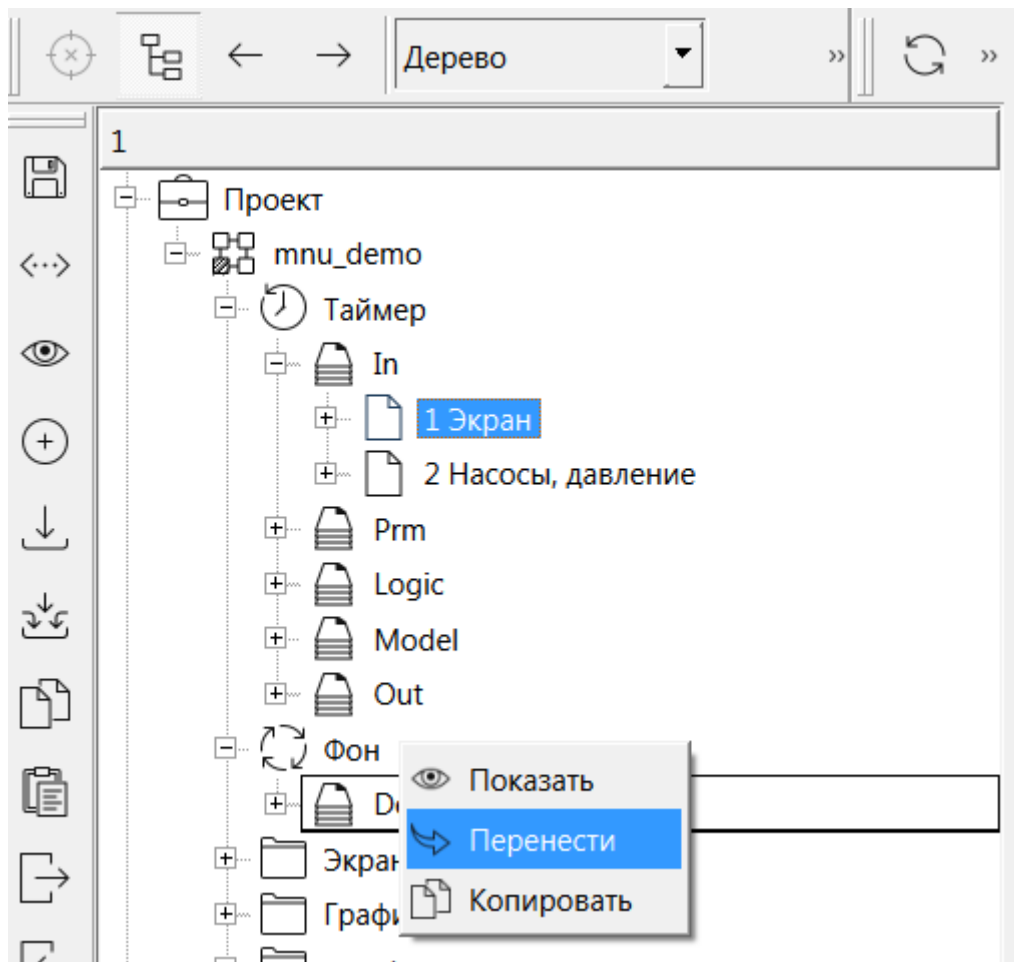 Дерево
1
Проект
mnu_demo
Таймер
In
1 Экран
2 Насосы, давление
Prm
Logic
Model
Out
Фон
Показать
Перенести
Копировать